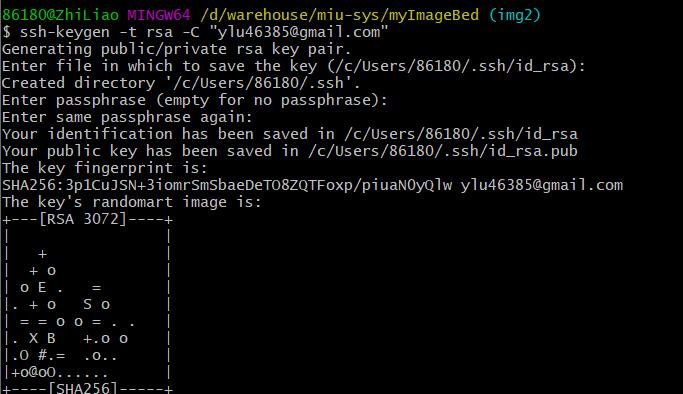 86180@ZhiLiao MINGW64 /d/warehouse/miu-sys/myImageBed (img2)
$ ssh-keygen -t rsa -C "ylu46385@gmail.com"
Generating public/private rsa key pair.
Enter file in which to save the key (/c/Users/86180/.ssh/id_rsa):
Created directory '/c/Users/86180/.ssh'.
Enter passphrase (empty for no passphrase):
Enter same passphrase again:
Your identification has been saved in /c/Users/86180/.ssh/id_rsa
Your public key has been saved in /c/Users/86180/.ssh/id_rsa.pub
The key fingerprint is:
SHA256:3p1CuJSN+3iomrSmSbaeDeTO8ZQTFoxp/piuaN0yQlw ylu46385@gmail.com
The key's randomart image is:
+---[RSA 3072]----+
|                 |
|   +             |
|  + o            |
| o E .   =       |
|. + o   S o      |
| = = o o = . .   |
|. X B   +.o o    |
|.O #.=  .o..     |
|+o@oO......      |
+----[SHA256]-----+